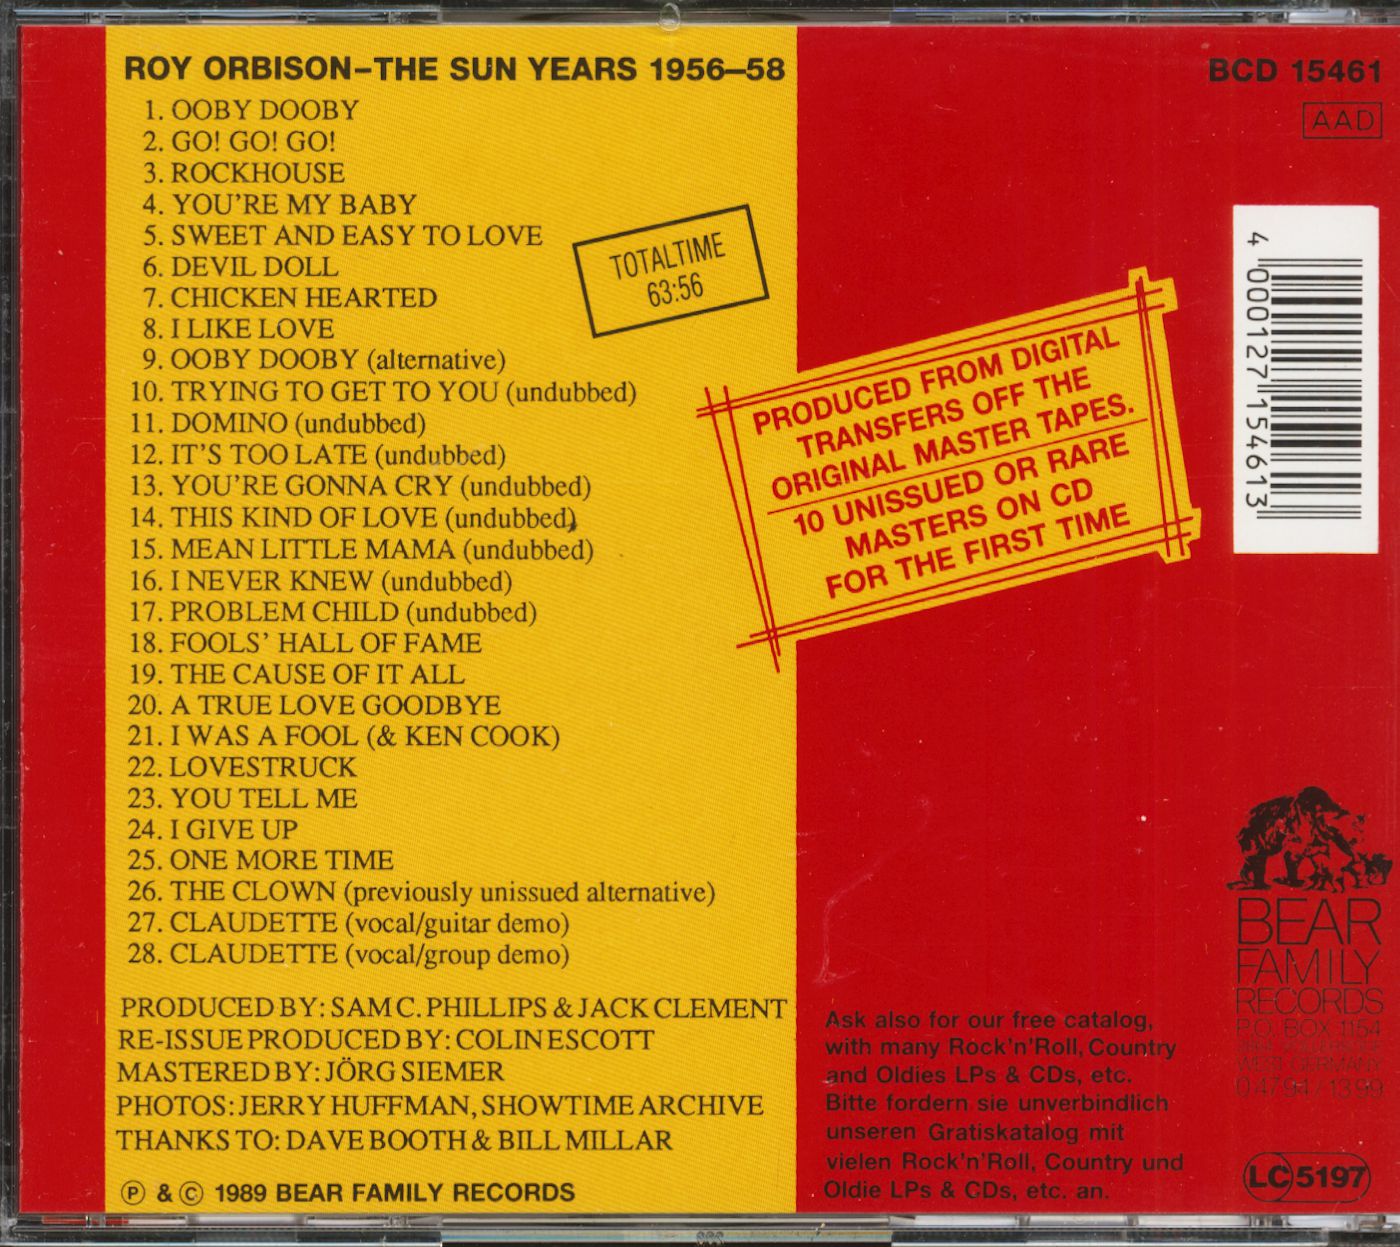 ROY ORBISON–THE SUN YEARS 1956–58
1. OOBY DOOBY
2. GO! GO! GO!
3. ROCKHOUSE
4. YOU'RE MY BABY
5. SWEET AND EASY TO LOVE
6. DEVIL DOLL
7. CHICKEN HEARTED
8. I LIKE LOVE
9. OOBY DOOBY (alternative)
10. TRYING TO GET TO YOU (undubbed)
11. DOMINO (undubbed)
12. IT'S TOO LATE (undubbed)
13. YOU'RE GONNA CRY (undubbed)
14. THIS KIND OF LOVE (undubbed)
15. MEAN LITTLE MAMA (undubbed)
16. I NEVER KNEW (undubbed)
17. PROBLEM CHILD (undubbed)
18. FOOLS' HALL OF FAME
19. THE CAUSE OF IT ALL
20. A TRUE LOVE GOODBYE
21. I WAS A FOOL (& KEN COOK)
22. LOVESTRUCK
23. YOU TELL ME
24. I GIVE UP
25. ONE MORE TIME
26. THE CLOWN (previously unissued alternative)
27. CLAUDETTE (vocal/guitar demo)
28. CLAUDETTE (vocal/group demo)
PRODUCED BY: SAM C. PHILLIPS & JACK CLEMENT
RE-ISSUE PRODUCED BY: COLIN ESCOTT
MASTERED BY: JÖRG SIEMER
PHOTOS: JERRY HUFFMAN, SHOWTIME ARCHIVE
THANKS TO: DAVE BOOTH & BILL MILLAR
Ⓟ & © 1989 BEAR FAMILY RECORDS
TOTALTIME
63:56
PRODUCED FROM DIGITAL
TRANSFERS OFF THE
ORIGINAL MASTER TAPES.
10 UNISSUED OR RARE
MASTERS ON CD
FOR THE FIRST TIME
BCD 15461
AAD
4 000127 154613
BEAR
FAMILY
RECORDS
P.O. BOX 1154
WEST GERMANY
0 47 94 / 13 99
Ask also for our free catalog,
with many Rock'n'Roll, Country
and Oldies LPs & CDs, etc.
Bitte fordern sie unverbindlich
unseren Gratiskatalog mit
vielen Rock'n'Roll, Country und
Oldie LPs & CDs, etc. an.
LC 5197